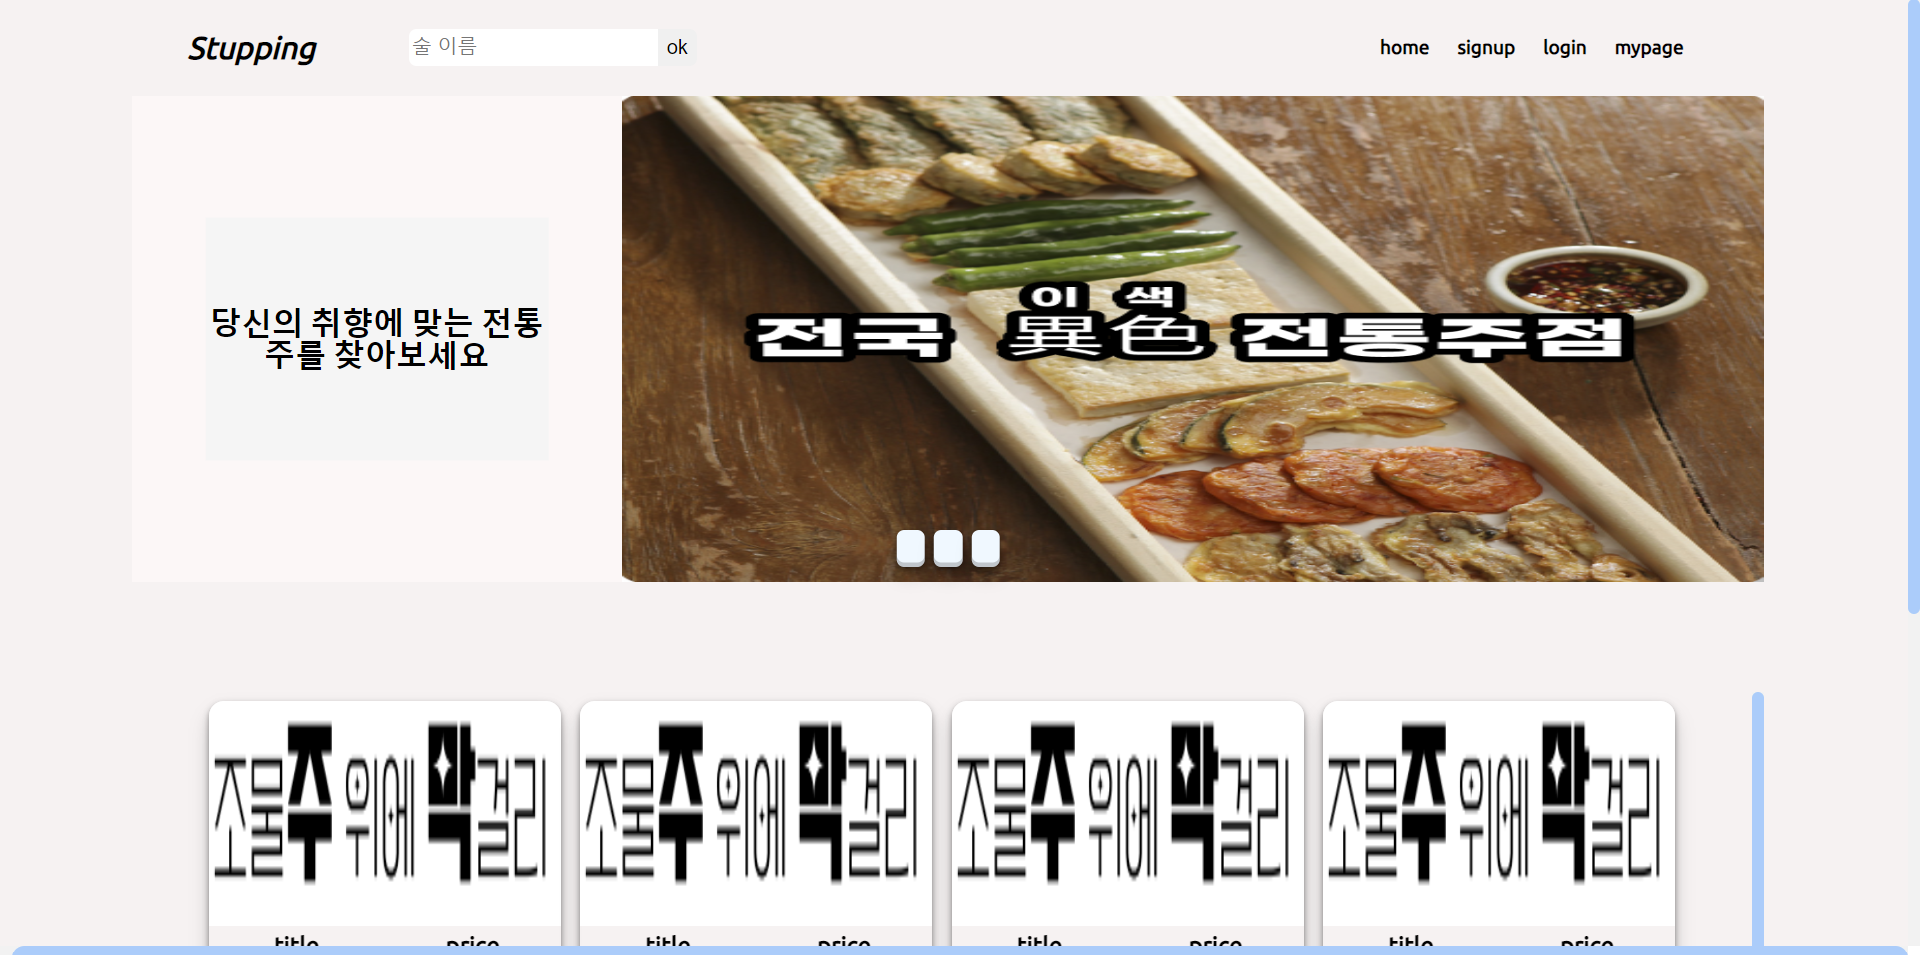 Stupping
술 이름
ok
home
signup
login
mypage
당신의 취향에 맞는 전통
주를 찾아보세요
이 색
전국 異色 전통주점
조물주 위에 막걸리
조물주 위에 막걸리
조물주 위에 막걸리
조물주 위에 막걸리
title price
title price
title price
title price